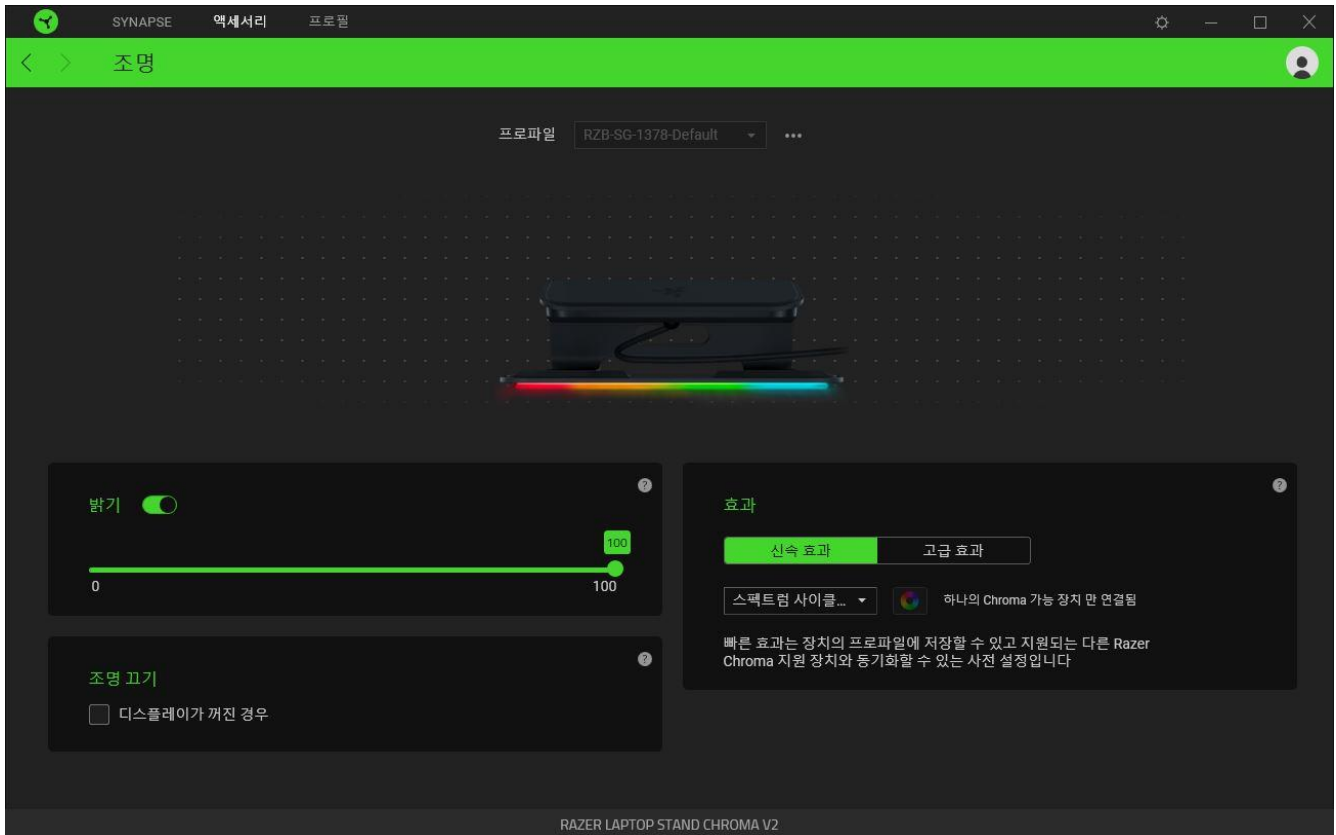 SYNAPSE 액세서리 프로필
조명
프로파일 RZB-SG-1378-Default
밝기
100
0 100
조명 끄기
디스플레이가 꺼진 경우
효과
신속 효과 고급 효과
스펙트럼 사이클... 하나의 Chroma 가능 장치 만 연결됨
빠른 효과는 장치의 프로파일에 저장할 수 있고 지원되는 다른 Razer
Chroma 지원 장치와 동기화할 수 있는 사전 설정입니다
RAZER LAPTOP STAND CHROMA V2